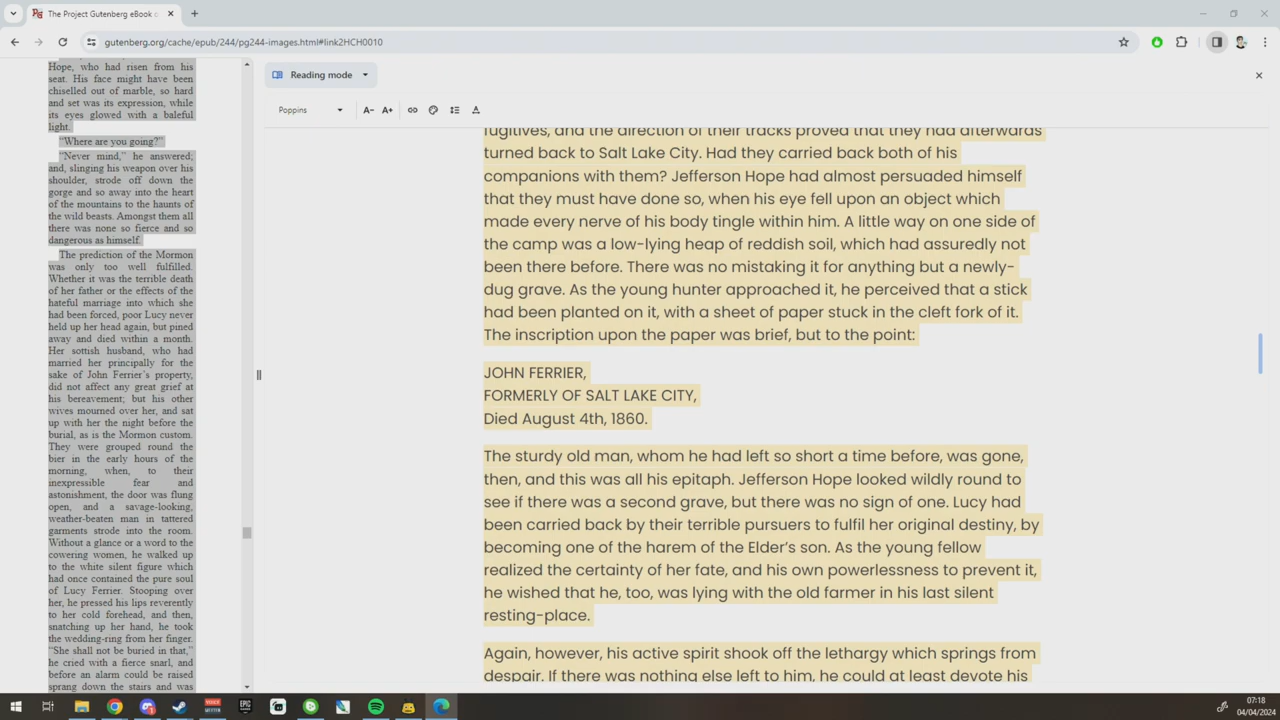 The Project Gutenberg eBook o
gutenberg.org/cache/epub/244/pg244-images.html#link2HCH0010
Hope, who had risen from his
seat. His face might have been
chiselled out of marble, so hard
and set was its expression, while
its eyes glowed with a baleful
light.
“Where are you going?”
“Never mind,” he answered;
and, slinging his weapon over his
shoulder, strode off down the
gorge and so away into the heart
of the mountains to the haunts of
the wild beasts. Amongst them all
there was none so fierce and so
dangerous as himself.
The prediction of the Mormon
was only too well fulfilled.
Whether it was the terrible death
of her father or the effects of the
hateful marriage into which she
had been forced, poor Lucy never
held up her head again, but pined
away and died within a month.
Her sottish husband, who had
married her principally for the
sake of John Ferrier’s property,
did not affect any great grief at
his bereavement; but his other
wives mourned over her, and sat
up with her the night before the
burial, as is the Mormon custom.
They were grouped round the
bier in the early hours of the
morning, when, to their
inexpressible fear and
astonishment, the door was flung
open, and a savage-looking,
weather-beaten man in tattered
garments strode into the room.
Without a glance or a word to the
cowering women, he walked up
to the white silent figure which
had once contained the pure soul
of Lucy Ferrier. Stooping over
her, he pressed his lips reverently
to her cold forehead, and then,
snatching up her hand, he took
the wedding-ring from her finger.
“She shall not be buried in that,”
he cried with a fierce snarl, and
before an alarm could be raised
sprang down the stairs and was
Reading mode
Poppins
A- A+
fugitives, and the direction of their tracks proved that they had afterwards
turned back to Salt Lake City. Had they carried back both of his
companions with them? Jefferson Hope had almost persuaded himself
that they must have done so, when his eye fell upon an object which
made every nerve of his body tingle within him. A little way on one side of
the camp was a low-lying heap of reddish soil, which had assuredly not
been there before. There was no mistaking it for anything but a newly-
dug grave. As the young hunter approached it, he perceived that a stick
had been planted on it, with a sheet of paper stuck in the cleft fork of it.
The inscription upon the paper was brief, but to the point:
JOHN FERRIER,
FORMERLY OF SALT LAKE CITY,
Died August 4th, 1860.
The sturdy old man, whom he had left so short a time before, was gone,
then, and this was all his epitaph. Jefferson Hope looked wildly round to
see if there was a second grave, but there was no sign of one. Lucy had
been carried back by their terrible pursuers to fulfil her original destiny, by
becoming one of the harem of the Elder’s son. As the young fellow
realized the certainty of her fate, and his own powerlessness to prevent it,
he wished that he, too, was lying with the old farmer in his last silent
resting-place.
Again, however, his active spirit shook off the lethargy which springs from
despair. If there was nothing else left to him, he could at least devote his
EPIC
07:18
04/04/2024